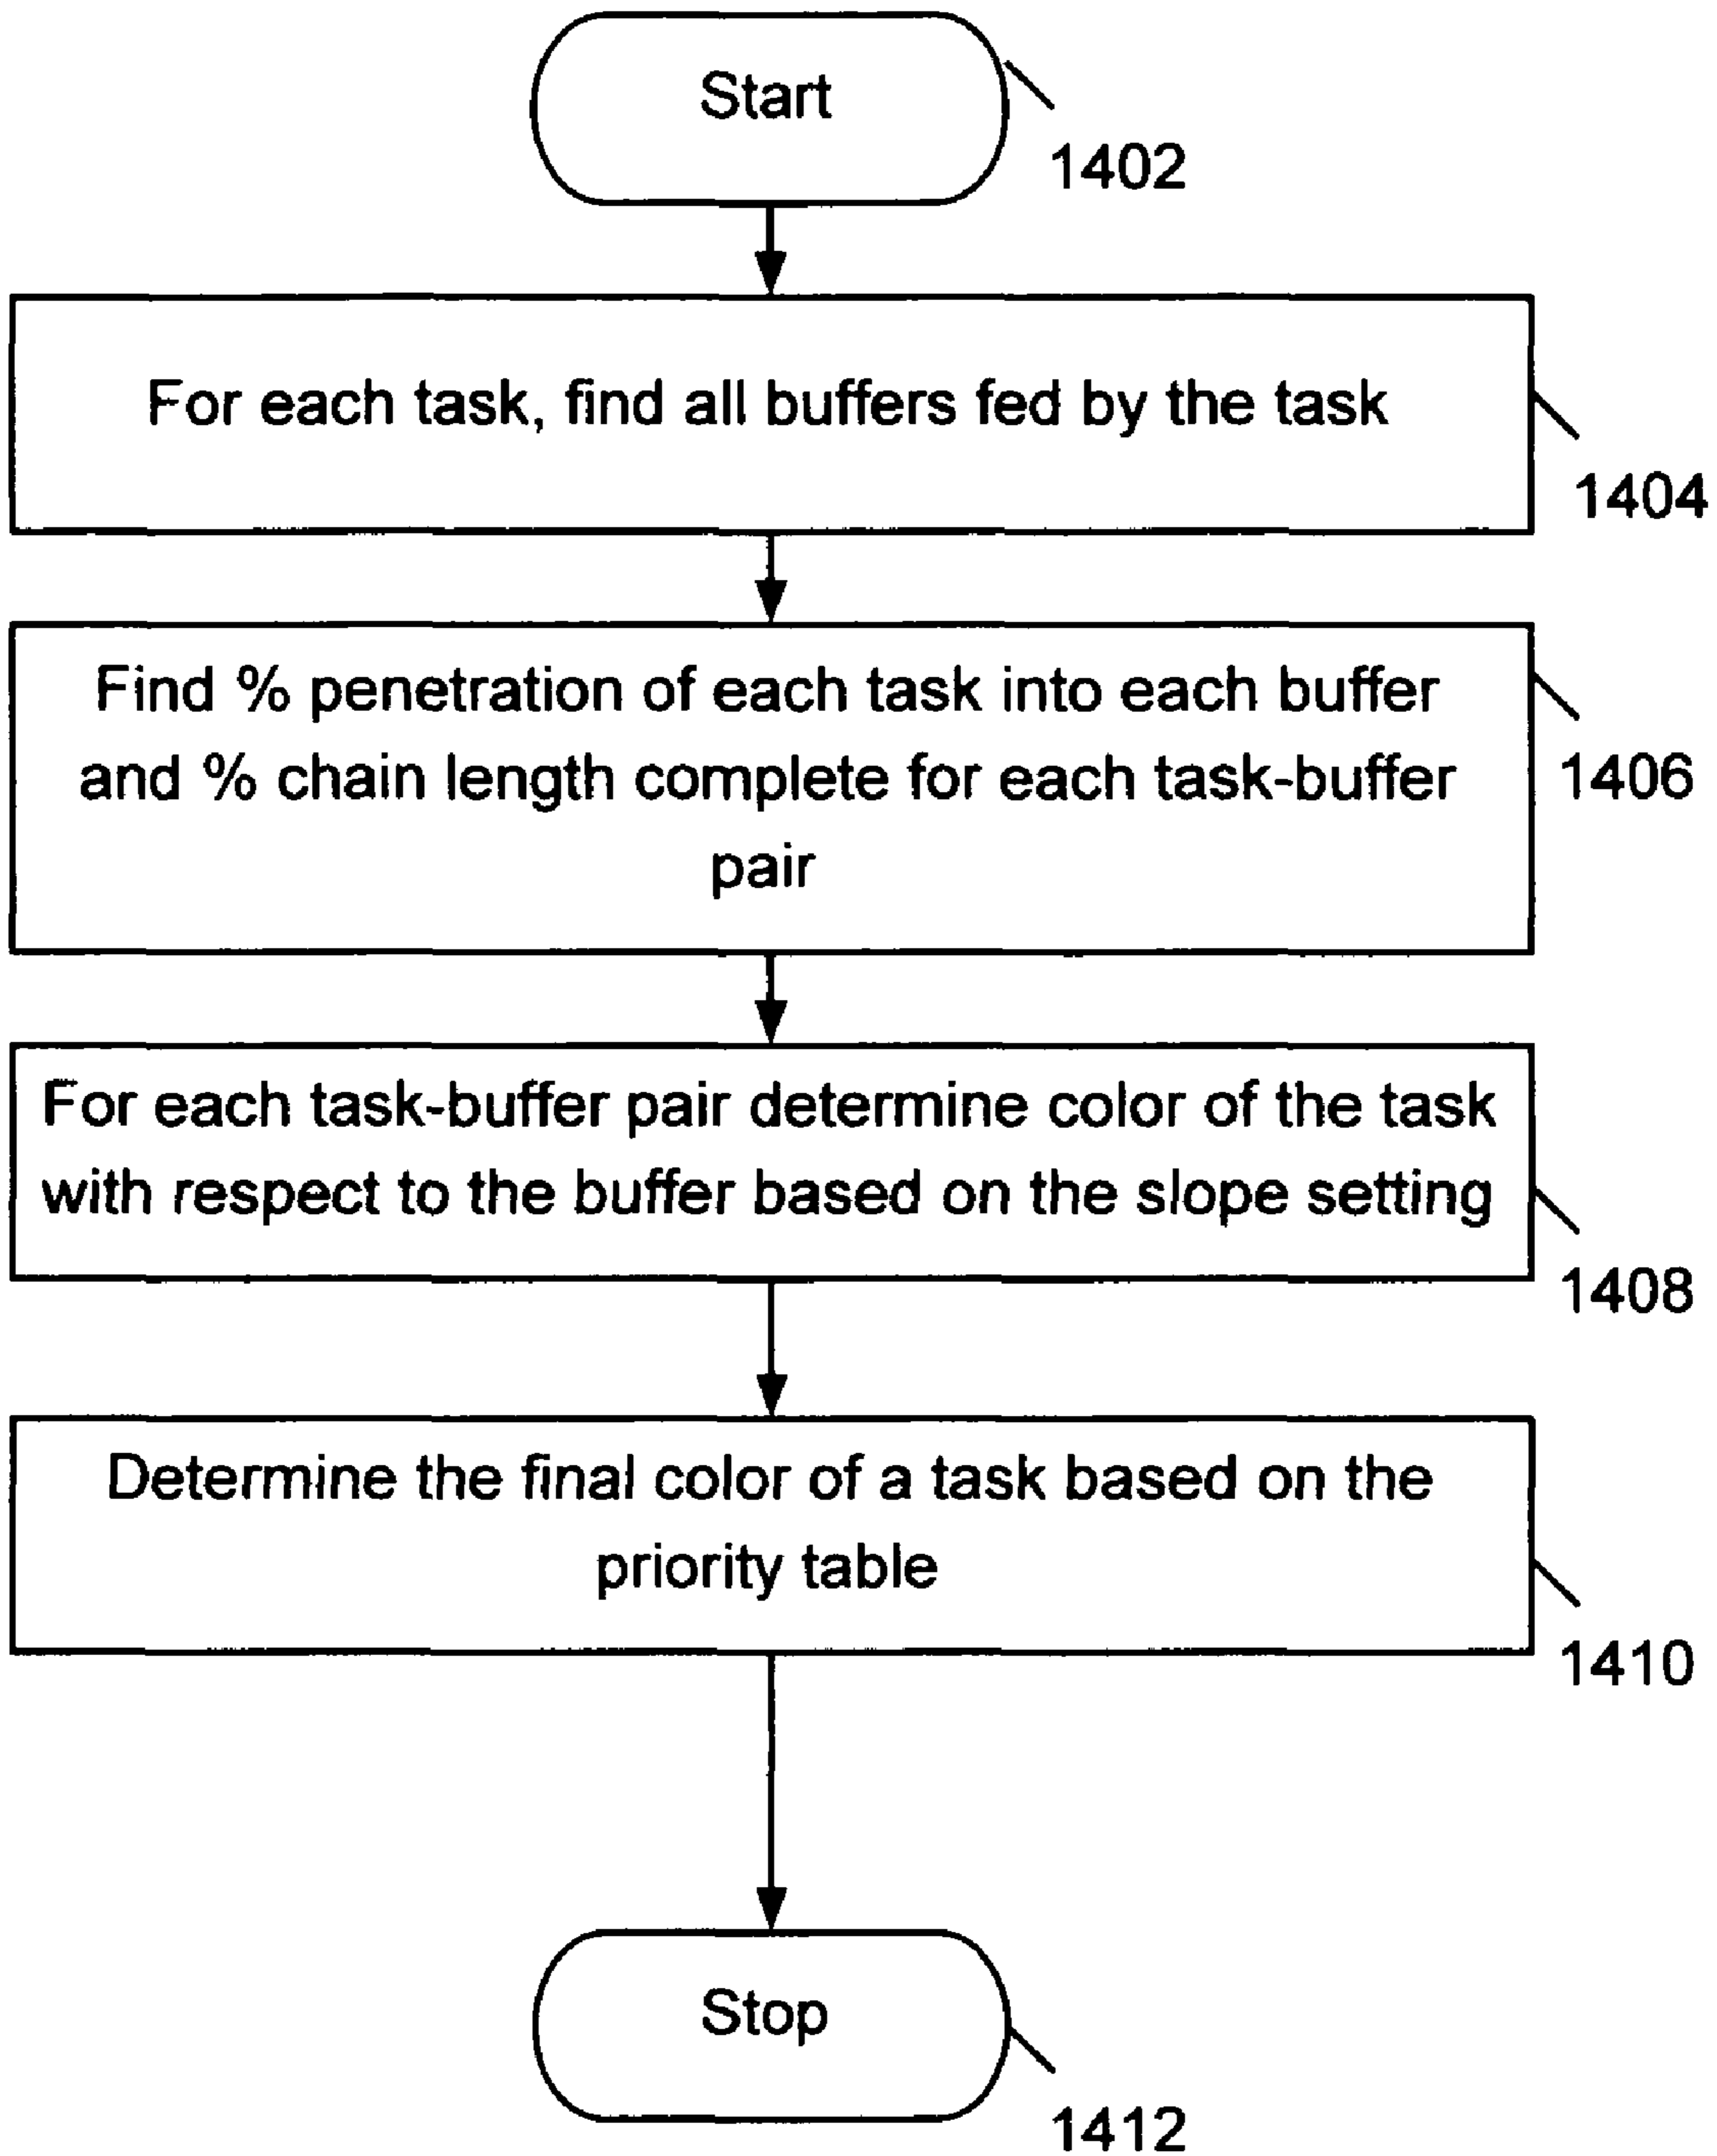 Start
1402
For each task, find all buffers fed by the task
1404
Find % penetration of each task into each buffer
and % chain length complete for each task-buffer
pair
1406
For each task-buffer pair determine color of the task
with respect to the buffer based on the slope setting
1408
Determine the final color of a task based on the
priority table
1410
Stop
1412